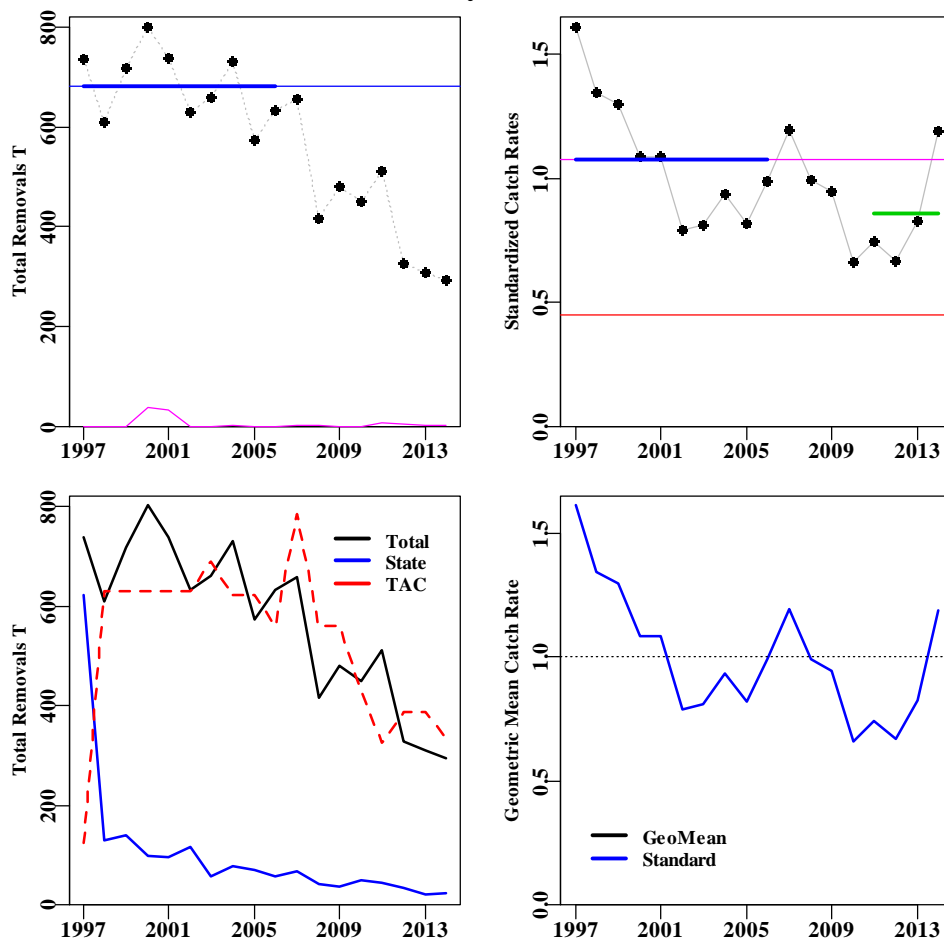 Total Removals T
800
600
400
200
0
1997 2001 2005 2009 2013
Standardized Catch Rates
1.5
1.0
0.5
0.0
1997 2001 2005 2009 2013
Total Removals T
800
600
400
200
0
Total
State
TAC
1997 2001 2005 2009 2013
Geometric Mean Catch Rate
1.5
1.0
0.5
0.0
GeoMean
Standard
1997 2001 2005 2009 2013